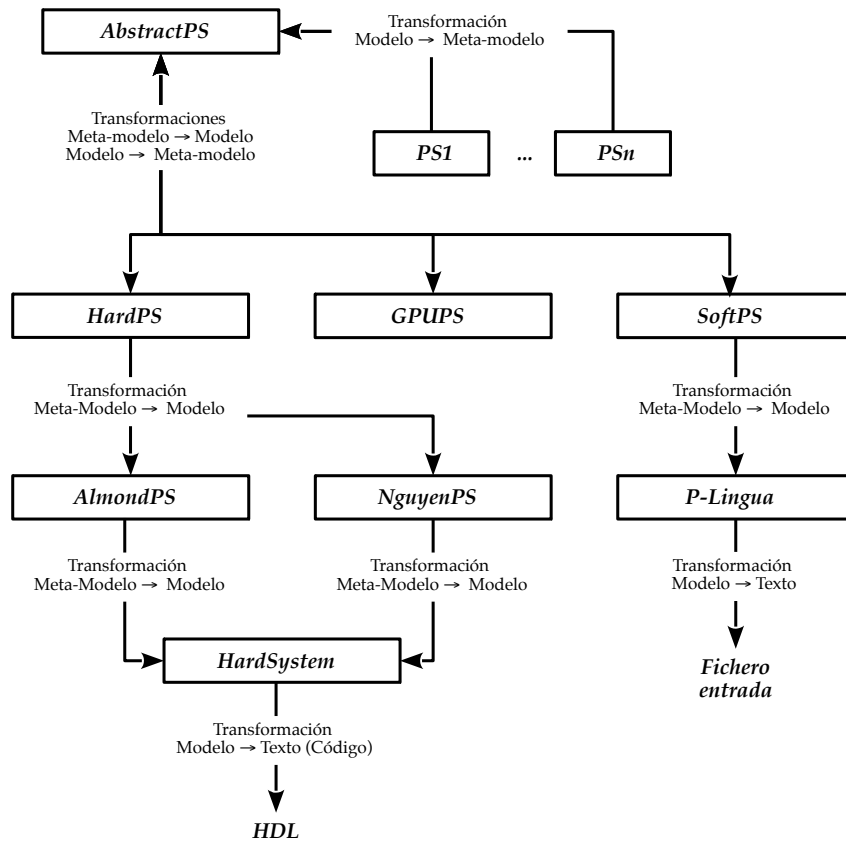 AbstractPS
Transformación
Modelo → Meta-modelo
Transformaciones
Meta-modelo → Modelo
Modelo → Meta-modelo
PS1
...
PSn
HardPS
GPUPS
SoftPS
Transformación
Meta-Modelo → Modelo
Transformación
Meta-Modelo → Modelo
AlmondPS
NguyenPS
P-Lingua
Transformación
Meta-Modelo → Modelo
Transformación
Meta-Modelo → Modelo
Transformación
Modelo → Texto
HardSystem
Fichero
entrada
Transformación
Modelo → Texto (Código)
HDL